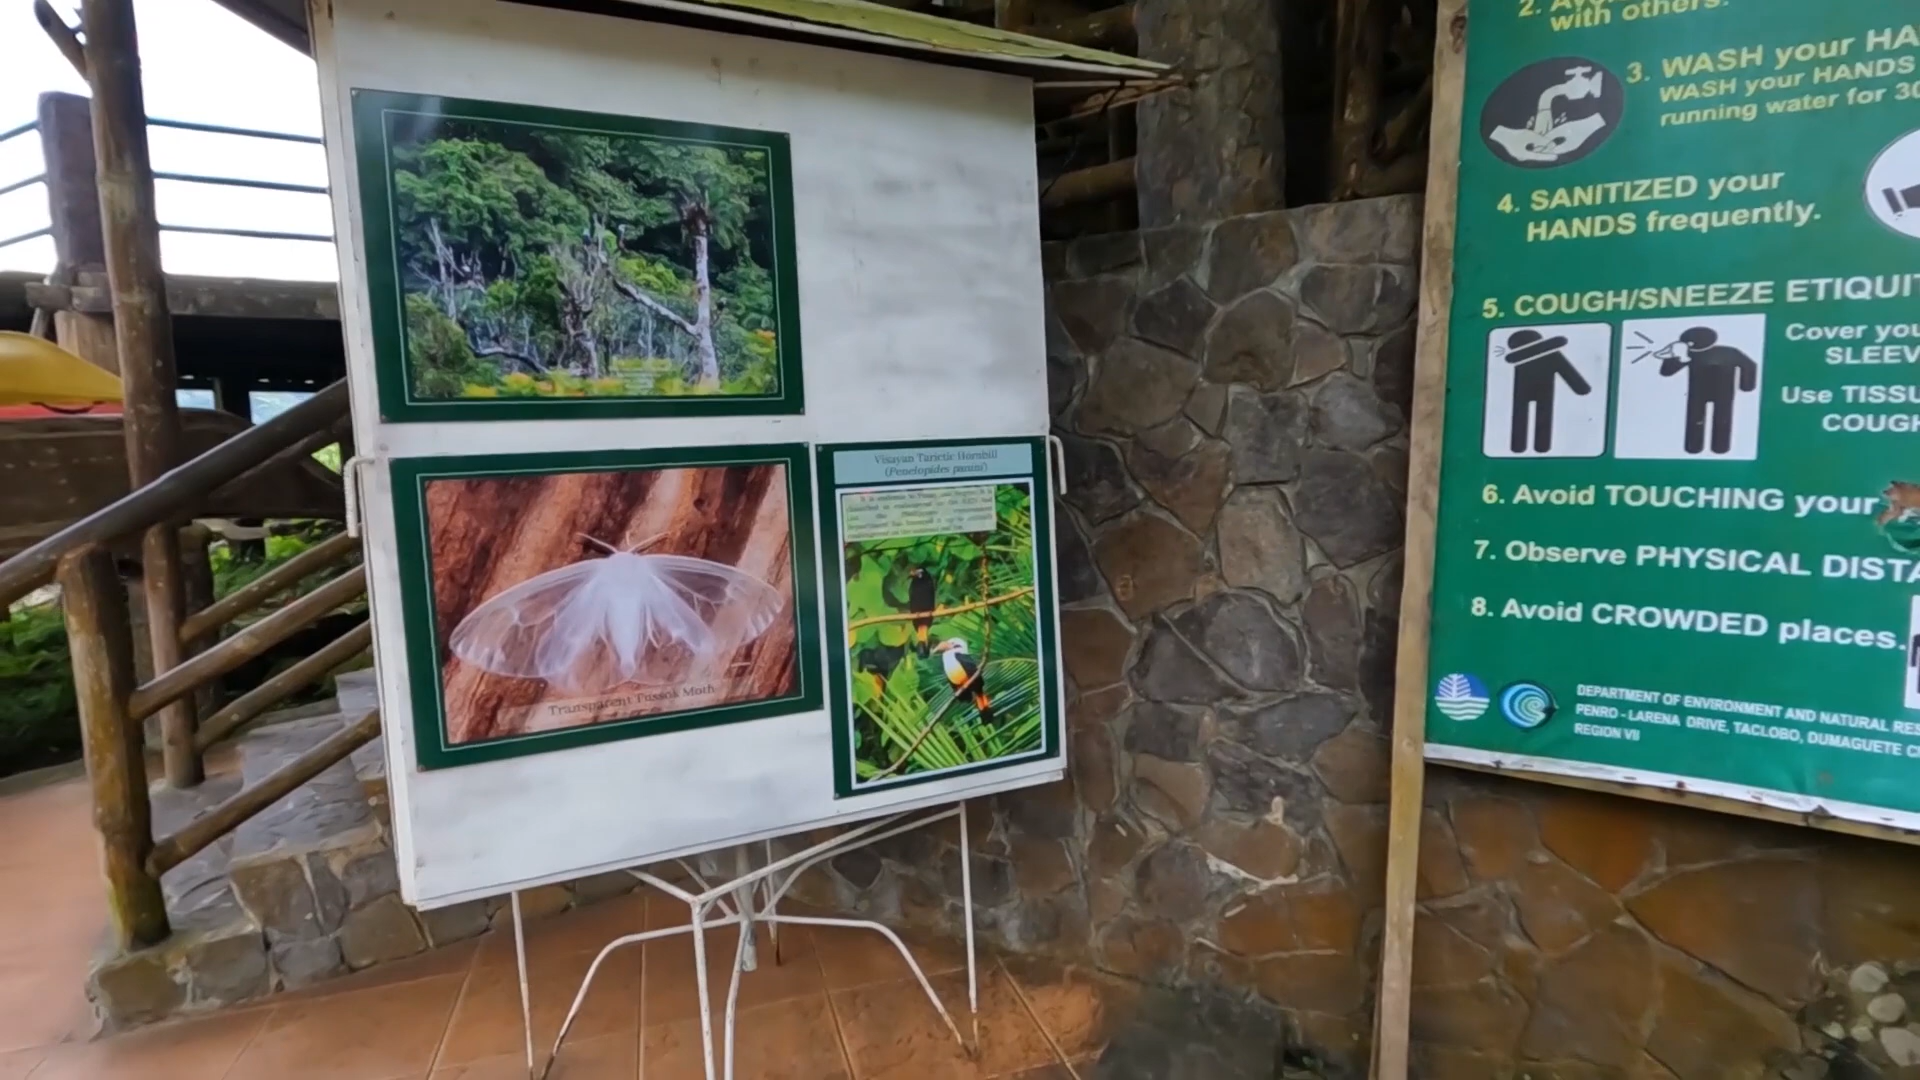 Transparent Tussok Moth
Visayan Tarictic Hornbill
(Penelopides panini)
2.
with others.
3. WASH your HA
WASH your HANDS
running water for 30
4. SANITIZED your
HANDS frequently.
5. COUGH/SNEEZE ETIQUIT
Cover you
SLEEV
Use TISSU
COUGH
6. Avoid TOUCHING your
7. Observe PHYSICAL DISTA
8. Avoid CROWDED places.
DEPARTMENT OF ENVIRONMENT AND NATURAL RES
PENRO - LARENA DRIVE, TACLOBO, DUMAGUETE C
REGION VII